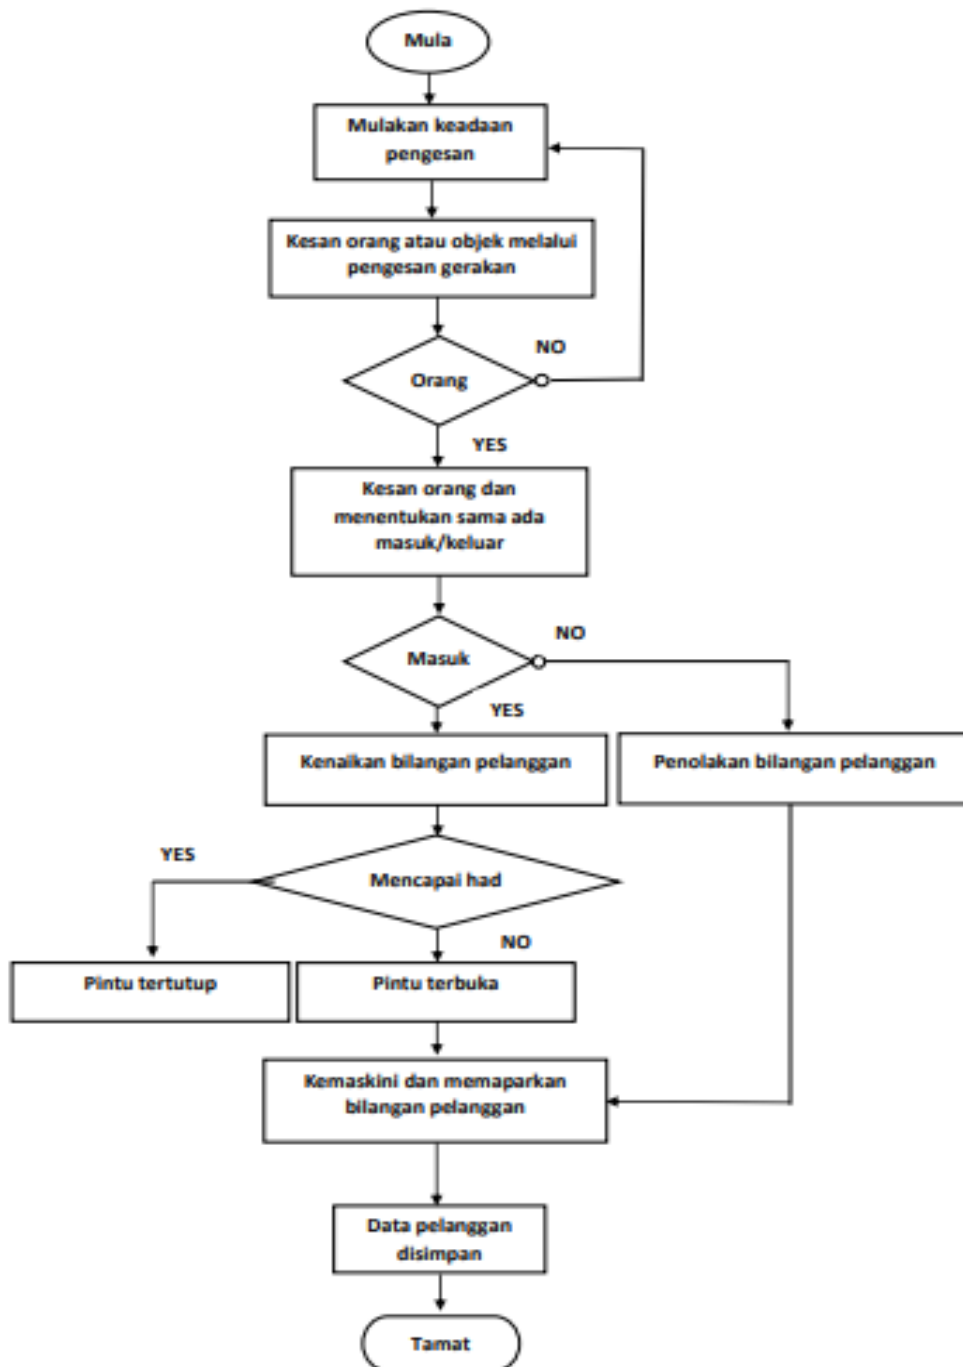 Mula
Mulakan keadaan
pengesan
Kesan orang atau objek melalui
pengesan gerakan
NO
Orang
YES
Kesan orang dan
menentukan sama ada
masuk/keluar
NO
Masuk
YES
Kenaikan bilangan pelanggan
Penolakan bilangan pelanggan
YES
Mencapai had
NO
Pintu tertutup
Pintu terbuka
Kemaskini dan memaparkan
bilangan pelanggan
Data pelanggan
disimpan
Tamat